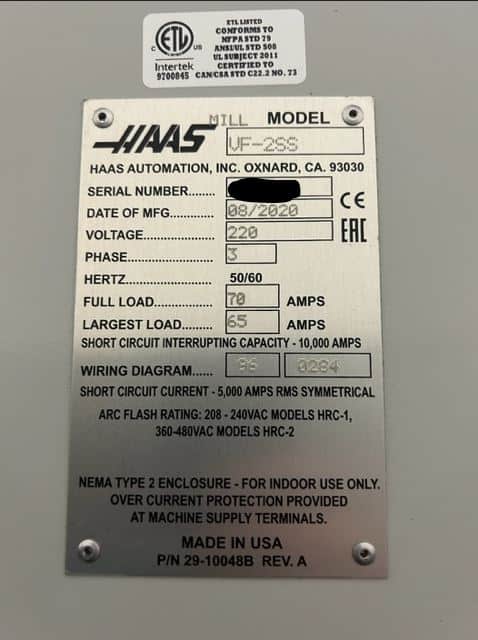 ETL LISTED
CONFORMS TO
NFPA STD 79
ANSI/UL STD 508
UL SUBJECT 2011
CERTIFIED TO
CAN/CSA STD C22.2 NO. 73
C ETL US
Intertek
9700845
MILL MODEL
HAAS VF-2SS
HAAS AUTOMATION, INC. OXNARD, CA. 93030
SERIAL NUMBER.......
DATE OF MFG............. 08/2020 CE
VOLTAGE.................. 220 EAC
PHASE...................... 3
HERTZ...................... 50/60
FULL LOAD............... 70 AMPS
LARGEST LOAD......... 65 AMPS
SHORT CIRCUIT INTERRUPTING CAPACITY - 10,000 AMPS
WIRING DIAGRAM...... 96 0284
SHORT CIRCUIT CURRENT - 5,000 AMPS RMS SYMMETRICAL
ARC FLASH RATING: 208 - 240VAC MODELS HRC-1,
360-480VAC MODELS HRC-2
NEMA TYPE 2 ENCLOSURE - FOR INDOOR USE ONLY.
OVER CURRENT PROTECTION PROVIDED
AT MACHINE SUPPLY TERMINALS.
MADE IN USA
P/N 29-10048B REV. A